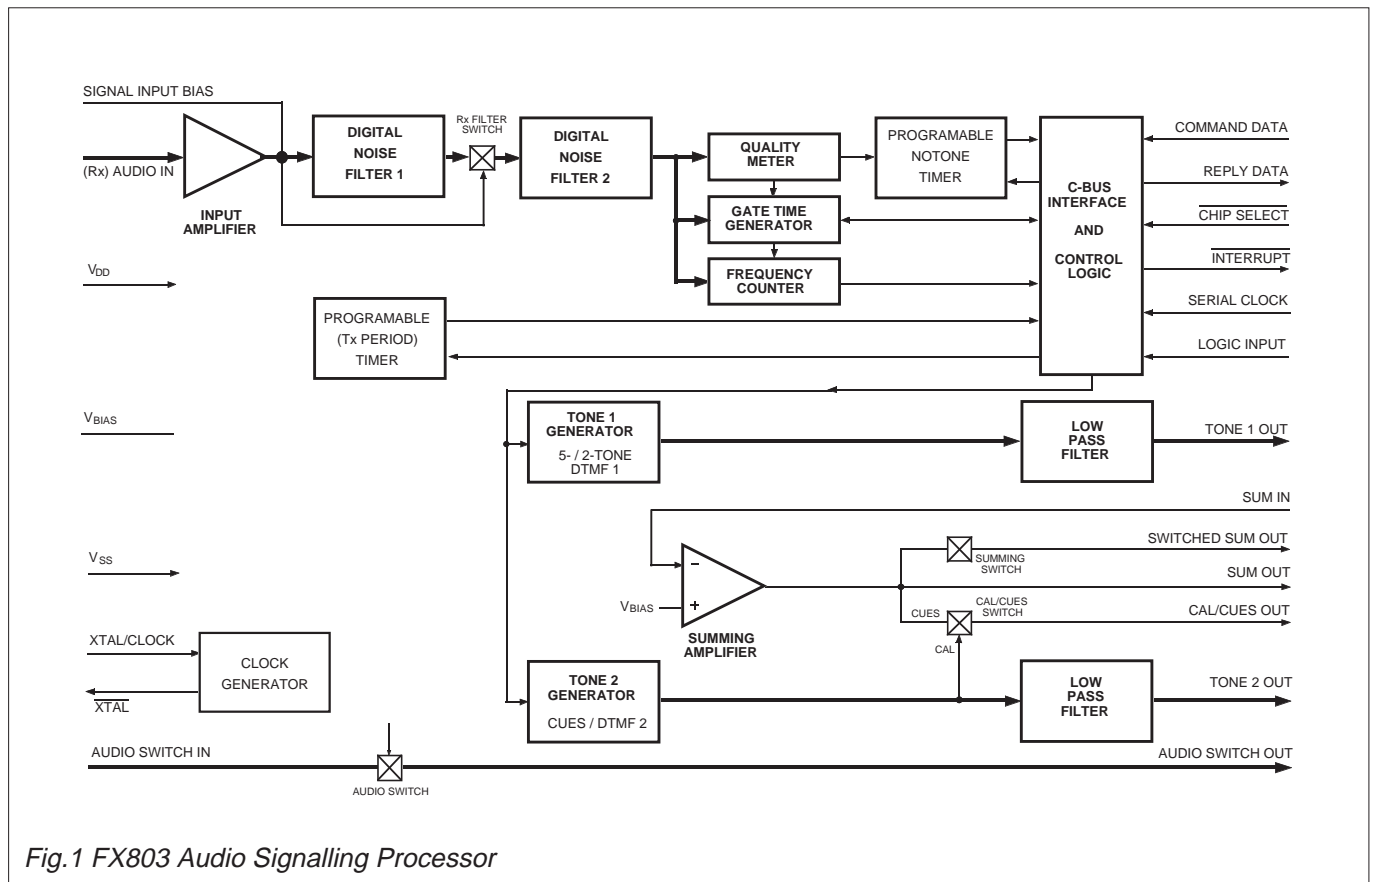 SIGNAL INPUT BIAS
(Rx) AUDIO IN
INPUT
AMPLIFIER
DIGITAL
NOISE
FILTER 1
Rx FILTER
SWITCH
DIGITAL
NOISE
FILTER 2
QUALITY
METER
GATE TIME
GENERATOR
FREQUENCY
COUNTER
PROGRAMABLE
NOTONE
TIMER
C-BUS
INTERFACE
AND
CONTROL
LOGIC
COMMAND DATA
REPLY DATA
CHIP SELECT
INTERRUPT
SERIAL CLOCK
LOGIC INPUT
VDD
PROGRAMABLE
(Tx PERIOD)
TIMER
VBIAS
TONE 1
GENERATOR
5- / 2-TONE
DTMF 1
LOW
PASS
FILTER
TONE 1 OUT
SUM IN
VSS
−
+
VBIAS
SUMMING
AMPLIFIER
SUMMING
SWITCH
SWITCHED SUM OUT
SUM OUT
CUES
CAL/CUES
SWITCH
CAL
CAL/CUES OUT
XTAL/CLOCK
XTAL
CLOCK
GENERATOR
TONE 2
GENERATOR
CUES / DTMF 2
LOW
PASS
FILTER
TONE 2 OUT
AUDIO SWITCH IN
AUDIO SWITCH
AUDIO SWITCH OUT
Fig.1 FX803 Audio Signalling Processor